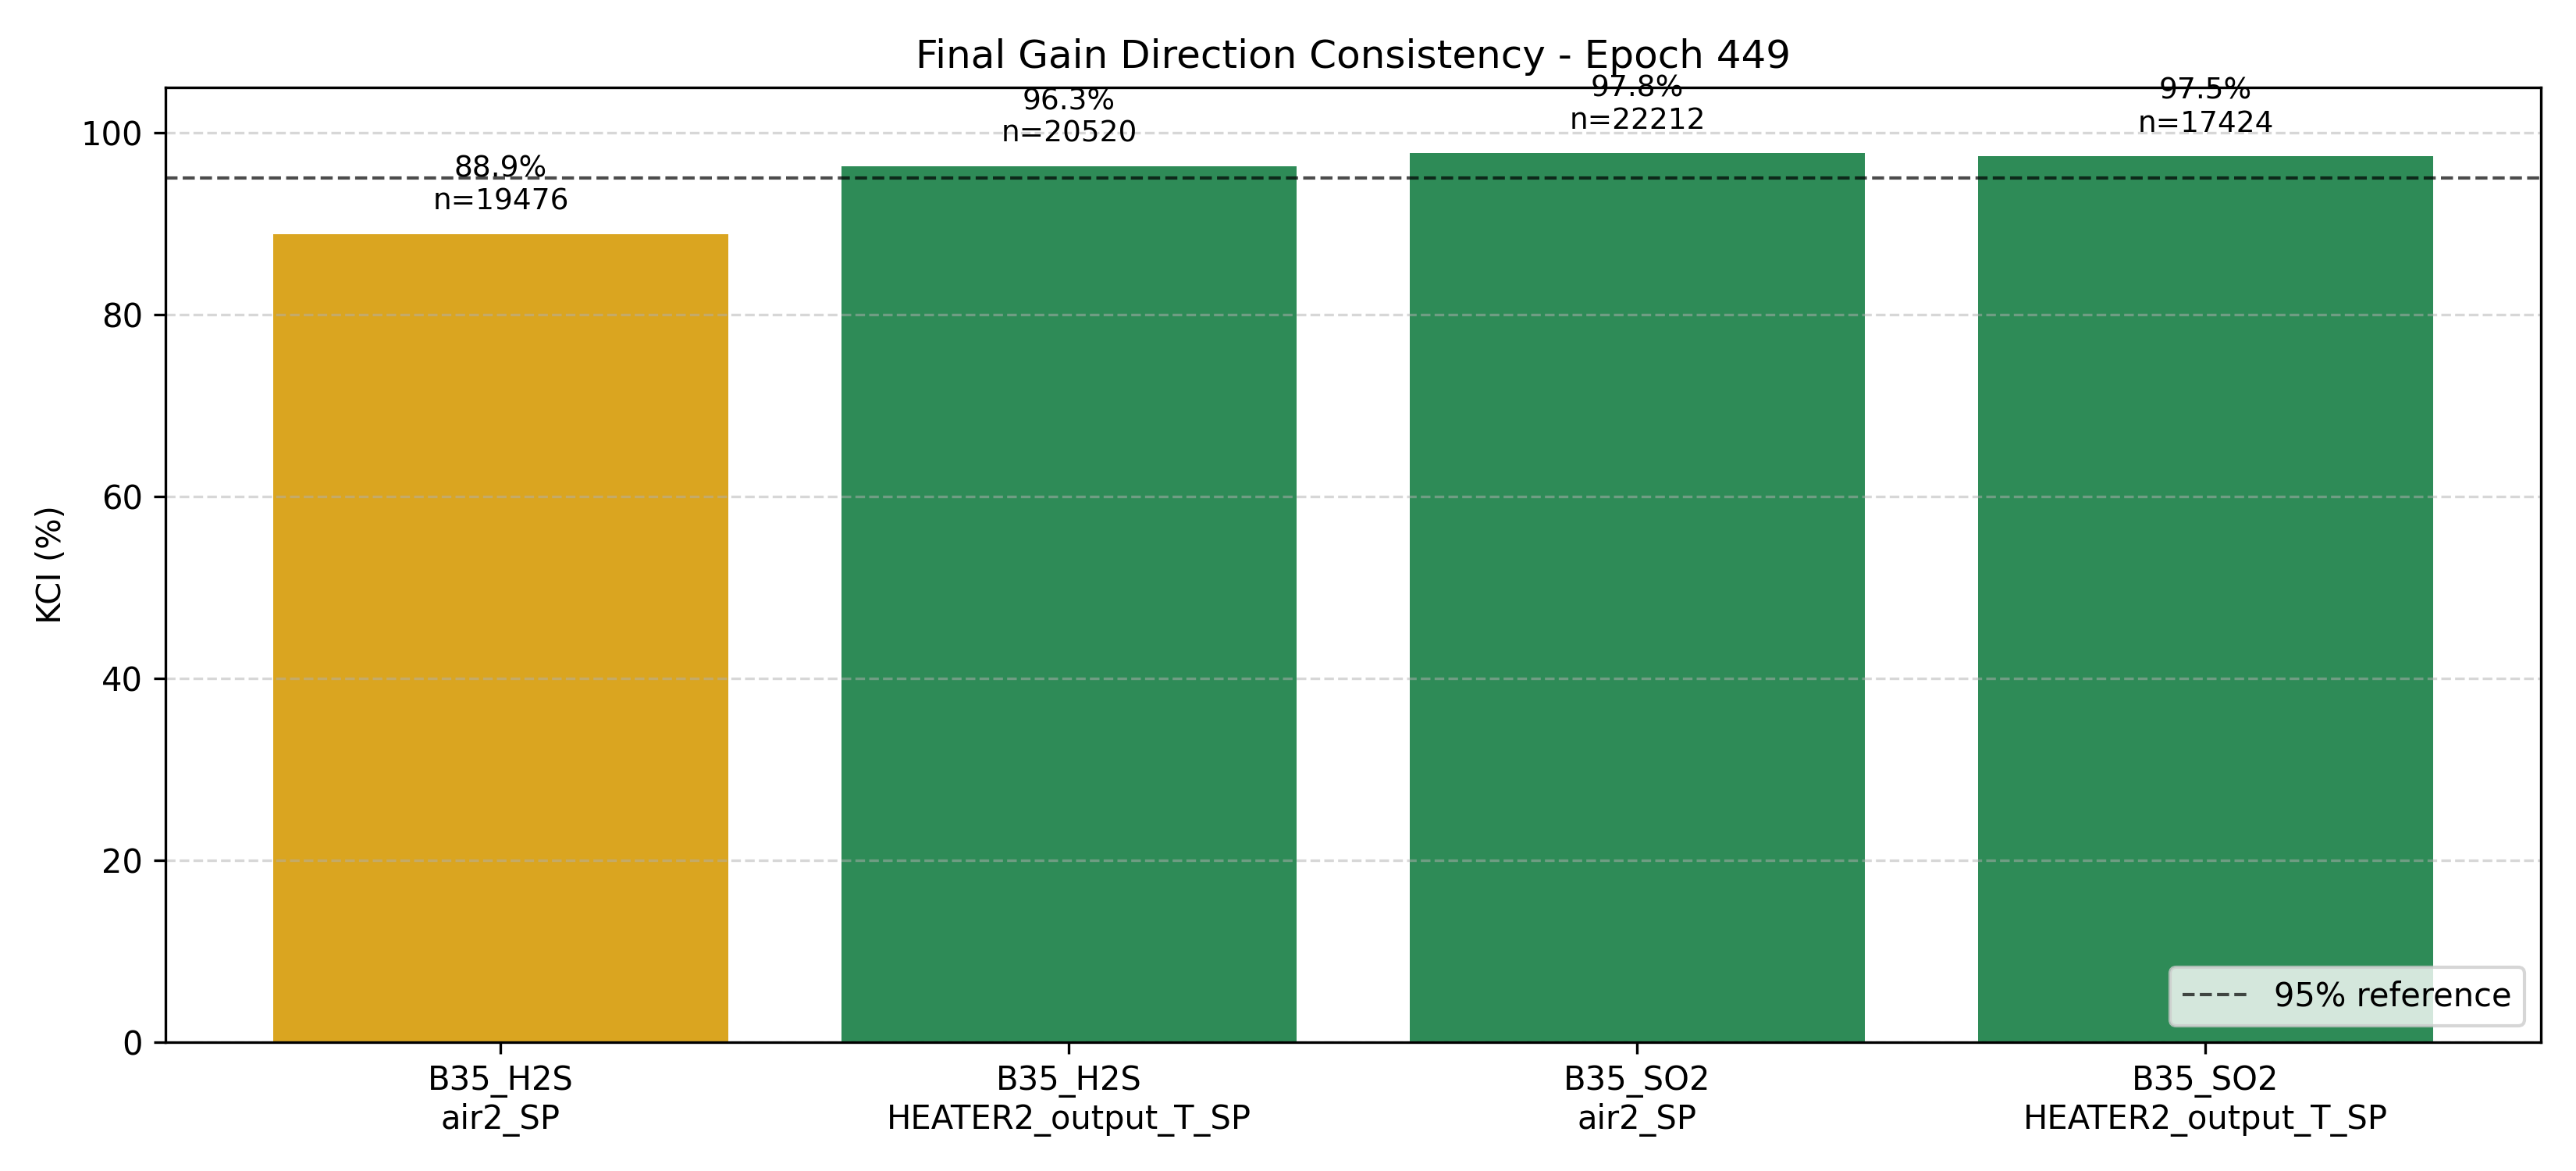 Final Gain Direction Consistency - Epoch 449
KCI (%)
100
80
60
40
20
0
88.9%
n=19476
96.3%
n=20520
97.8%
n=22212
97.5%
n=17424
95% reference
B35_H2S
air2_SP
B35_H2S
HEATER2_output_T_SP
B35_SO2
air2_SP
B35_SO2
HEATER2_output_T_SP